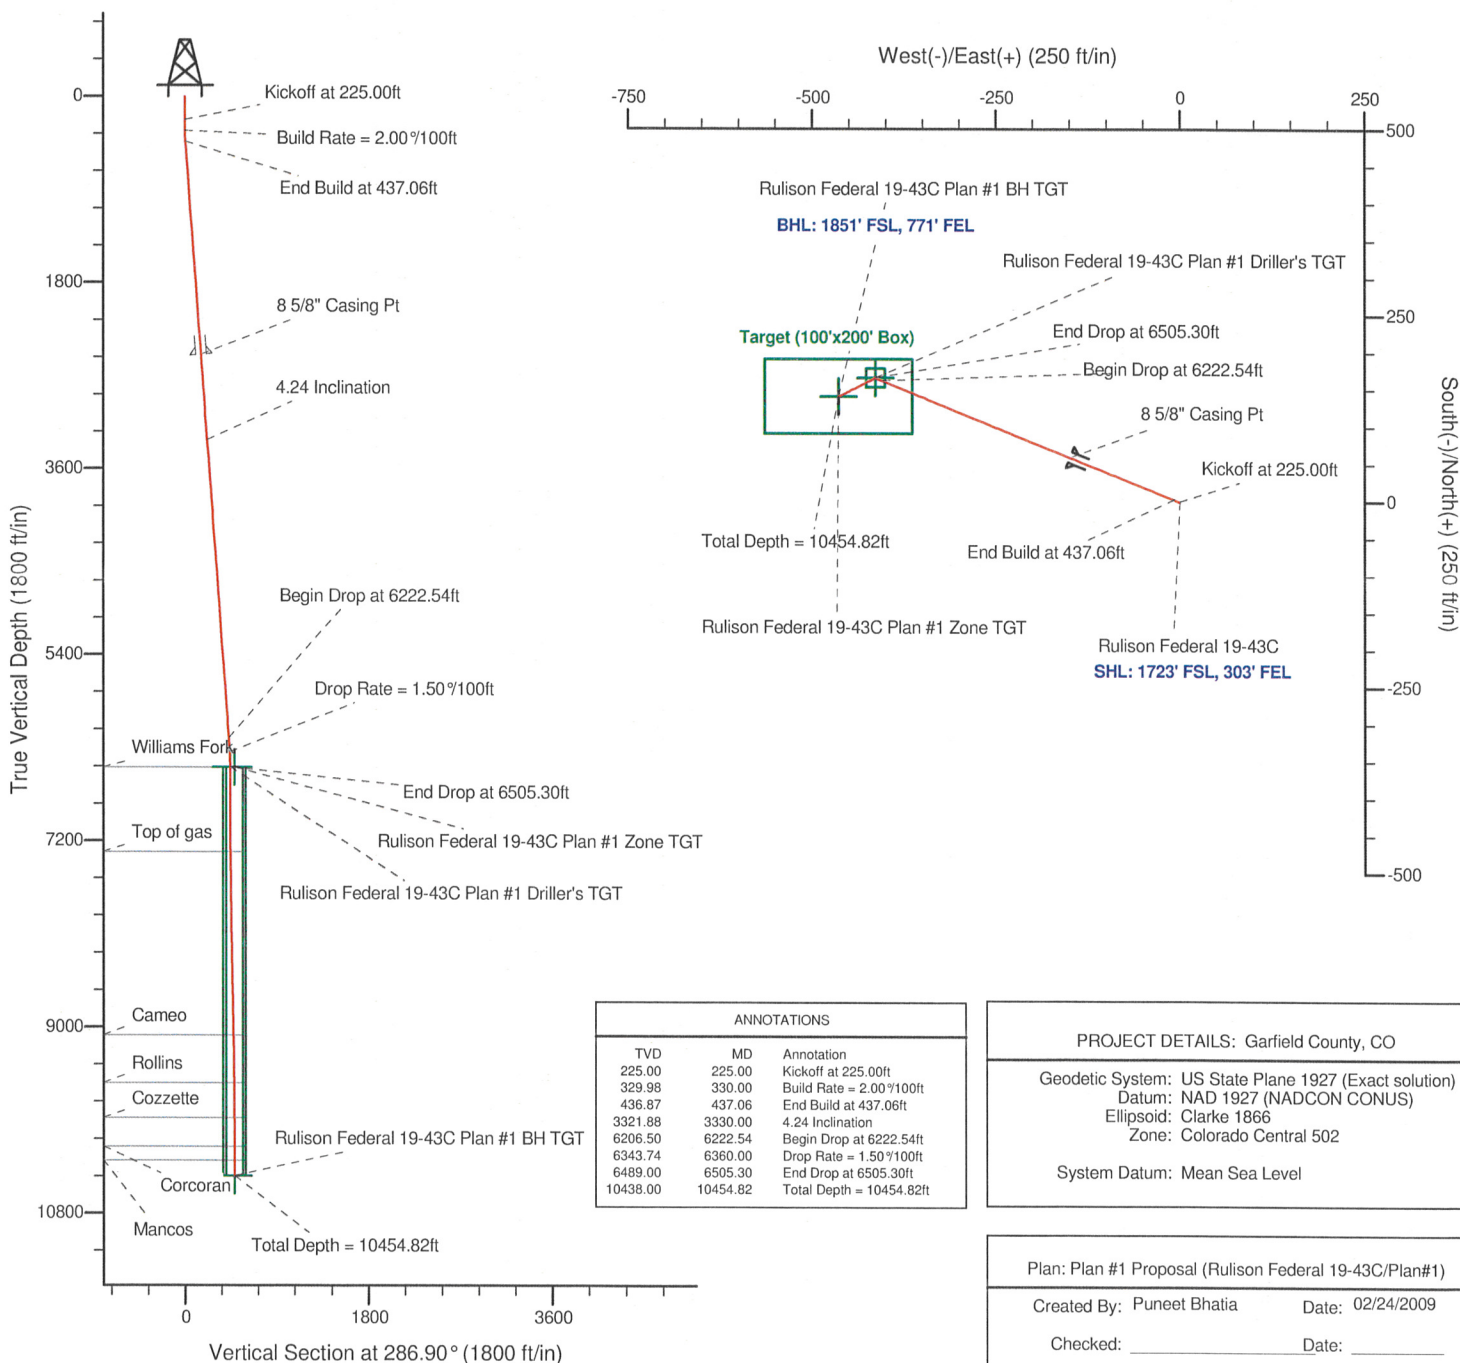 0
1800
3600
5400
7200
9000
10800
True Vertical Depth (1800 ft/in)
Kickoff at 225.00ft
Build Rate = 2.00°/100ft
End Build at 437.06ft
8 5/8" Casing Pt
4.24 Inclination
Begin Drop at 6222.54ft
Drop Rate = 1.50°/100ft
Williams Fork
End Drop at 6505.30ft
Top of gas
Rulison Federal 19-43C Plan #1 Zone TGT
Rulison Federal 19-43C Plan #1 Driller's TGT
Cameo
Rollins
Cozzette
Rulison Federal 19-43C Plan #1 BH TGT
Corcoran
Mancos
Total Depth = 10454.82ft
0
1800
3600
Vertical Section at 286.90° (1800 ft/in)
West(-)/East(+) (250 ft/in)
-750
-500
-250
0
250
500
250
0
-250
-500
South(-)/North(+) (250 ft/in)
Rulison Federal 19-43C Plan #1 BH TGT
BHL: 1851' FSL, 771' FEL
Rulison Federal 19-43C Plan #1 Driller's TGT
Target (100'x200' Box)
End Drop at 6505.30ft
Begin Drop at 6222.54ft
8 5/8" Casing Pt
Kickoff at 225.00ft
Total Depth = 10454.82ft
End Build at 437.06ft
Rulison Federal 19-43C Plan #1 Zone TGT
Rulison Federal 19-43C
SHL: 1723' FSL, 303' FEL
ANNOTATIONS
TVD MD Annotation
225.00 225.00 Kickoff at 225.00ft
329.98 330.00 Build Rate = 2.00°/100ft
436.87 437.06 End Build at 437.06ft
3321.88 3330.00 4.24 Inclination
6206.50 6222.54 Begin Drop at 6222.54ft
6343.74 6360.00 Drop Rate = 1.50°/100ft
6489.00 6505.30 End Drop at 6505.30ft
10438.00 10454.82 Total Depth = 10454.82ft
PROJECT DETAILS: Garfield County, CO
Geodetic System: US State Plane 1927 (Exact solution)
Datum: NAD 1927 (NADCON CONUS)
Ellipsoid: Clarke 1866
Zone: Colorado Central 502
System Datum: Mean Sea Level
Plan: Plan #1 Proposal (Rulison Federal 19-43C/Plan#1)
Created By: Puneet Bhatia Date: 02/24/2009
Checked: Date: